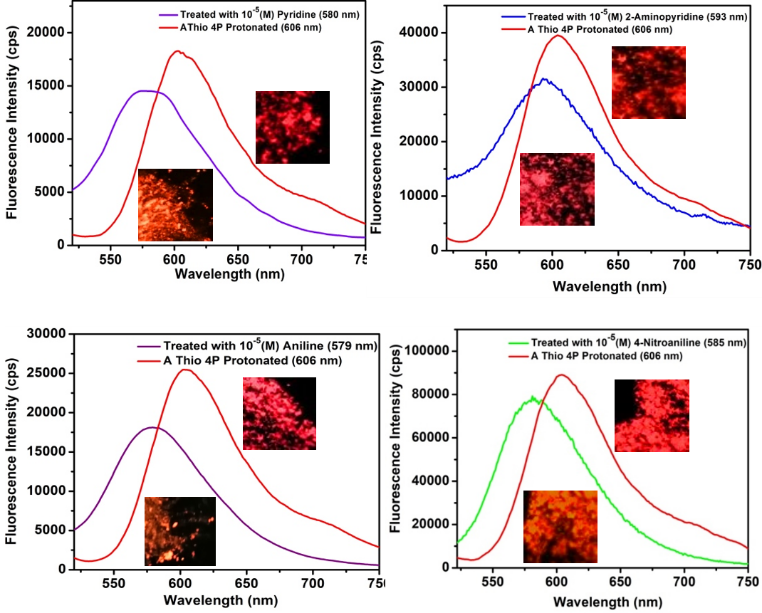 Treated with 10⁻⁵(M) Pyridine (580 nm)
A Thio 4P Protonated (606 nm)
Fluorescence Intensity (cps)
20000
15000
10000
5000
0
550 600 650 700 75
Wavelength (nm)
Treated with 10⁻⁵(M) 2-Aminopyridine (593 nm)
A Thio 4P Protonated (606 nm)
Fluorescence Intensity (cps)
40000
30000
20000
10000
0
550 600 650 700 750
Wavelength (nm)
Treated with 10⁻⁵(M) Aniline (579 nm)
A Thio 4P Protonated (606 nm)
Fluorescence Intensity (cps)
30000
25000
20000
15000
10000
5000
0
550 600 650 700 75
Wavelength (nm)
Treated with 10⁻⁵(M) 4-Nitroaniline (585 nm)
A Thio 4P Protonated (606 nm)
Fluorescence Intensity (cps)
100000
80000
60000
40000
20000
0
550 600 650 700 750
Wavelength (nm)